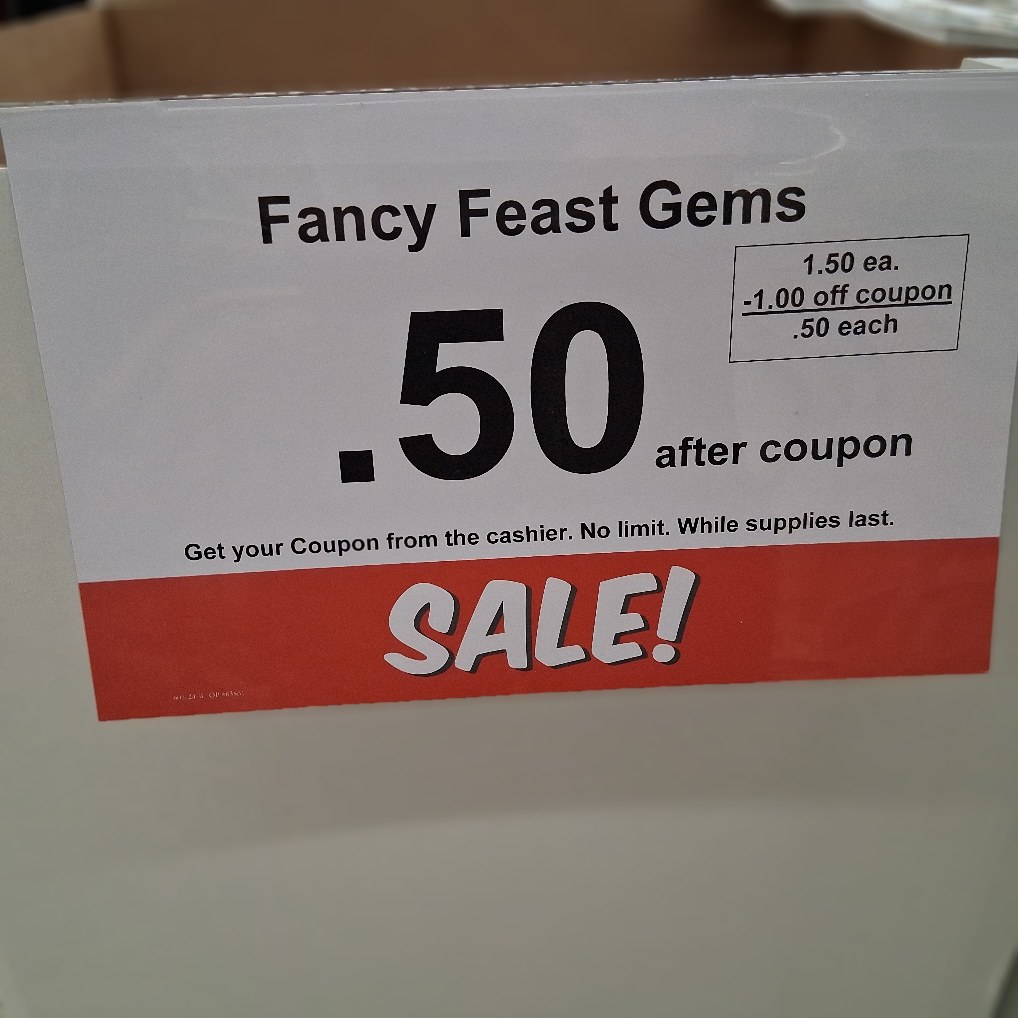 Fancy Feast Gems
1.50 ea.
-1.00 off coupon
.50 each
.50 after coupon
Get your Coupon from the cashier. No limit. While supplies last.
SALE!